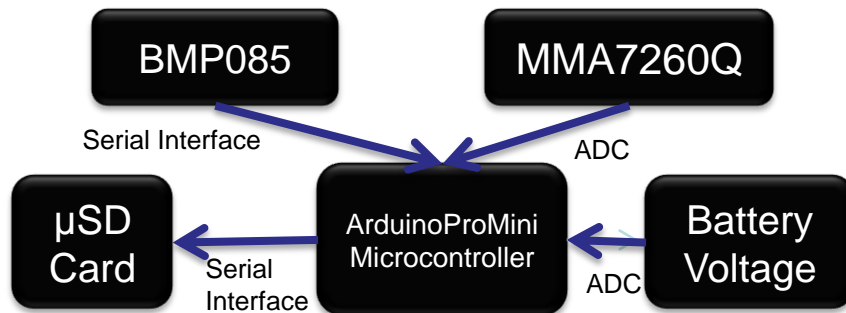 BMP085
MMA7260Q
Serial Interface
ADC
µSD
Card
ArduinoProMini
Microcontroller
Battery
Voltage
Serial
Interface
ADC